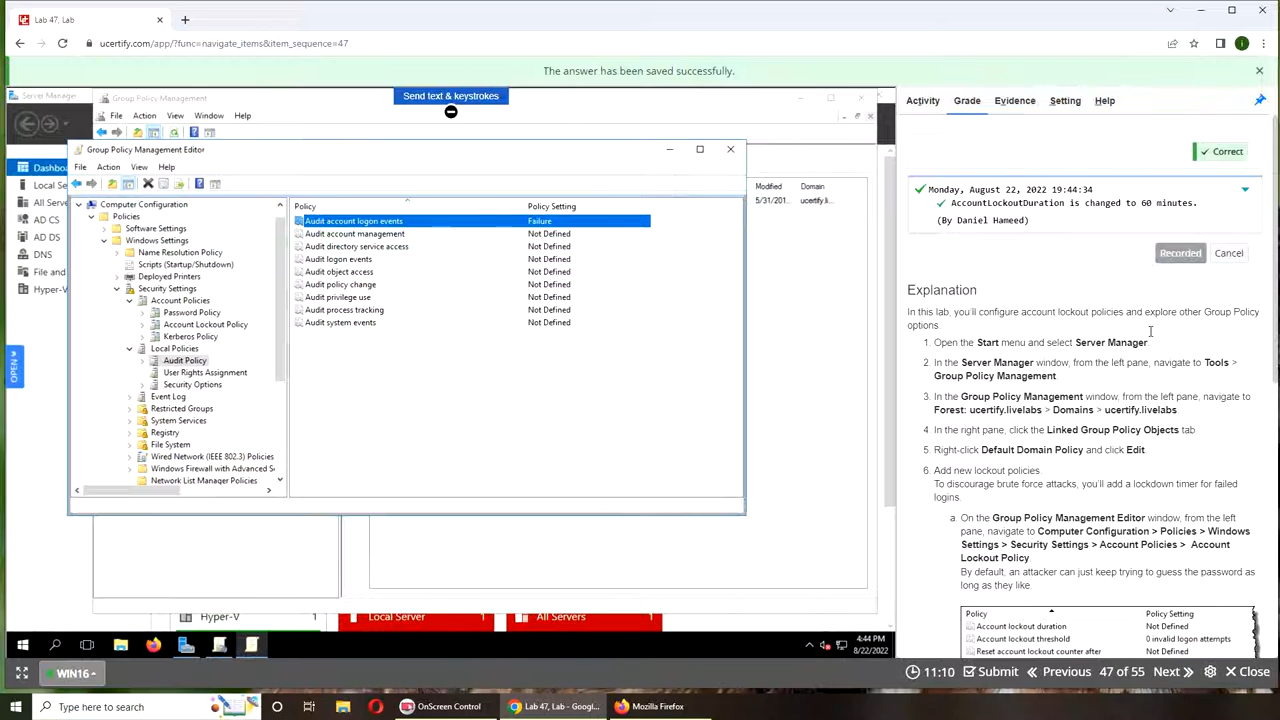 Lab 47, Lab
ucertify.com/app/?func=navigate_items&item_sequence=47
The answer has been saved successfully.
Server Manager
Group Policy Management
Send text & keystrokes
File Action View Window Help
Dashboa
Local Se
All Serve
AD CS
AD DS
DNS
File and
Hyper-V
Modified Domain
5/31/201... ucertify.li...
Group Policy Management Editor
File Action View Help
Computer Configuration
Policies
Software Settings
Windows Settings
Name Resolution Policy
Scripts (Startup/Shutdown)
Deployed Printers
Security Settings
Account Policies
Password Policy
Account Lockout Policy
Kerberos Policy
Local Policies
Audit Policy
User Rights Assignment
Security Options
Event Log
Restricted Groups
System Services
Registry
File System
Wired Network (IEEE 802.3) Policies
Windows Firewall with Advanced S
Network List Manager Policies
Policy Policy Setting
Audit account logon events Failure
Audit account management Not Defined
Audit directory service access Not Defined
Audit logon events Not Defined
Audit object access Not Defined
Audit policy change Not Defined
Audit privilege use Not Defined
Audit process tracking Not Defined
Audit system events Not Defined
Hyper-V 1
Local Server 1
All Servers 1
4:44 PM
8/22/2022
OPEN
WIN16
Activity Grade Evidence Setting Help
Correct
Monday, August 22, 2022 19:44:34
AccountLockoutDuration is changed to 60 minutes.
(By Daniel Hameed)
Recorded Cancel
Explanation
In this lab, you'll configure account lockout policies and explore other Group Policy
options.
1. Open the Start menu and select Server Manager.
2. In the Server Manager window, from the left pane, navigate to Tools >
Group Policy Management
3. In the Group Policy Management window, from the left pane, navigate to
Forest: ucertify.livelabs > Domains > ucertify.livelabs
4. In the right pane, click the Linked Group Policy Objects tab
5. Right-click Default Domain Policy and click Edit
6. Add new lockout policies.
To discourage brute force attacks, you'll add a lockdown timer for failed
logins.
a. On the Group Policy Management Editor window, from the left
pane, navigate to Computer Configuration > Policies > Windows
Settings > Security Settings > Account Policies > Account
Lockout Policy
By default, an attacker can just keep trying to guess the password as
long as they like.
Policy Policy Setting
Account lockout duration Not Defined
Account lockout threshold 0 invalid logon attempts
Reset account lockout counter after Not Defined
11:10 Submit Previous 47 of 55 Next Close
Type here to search
OnScreen Control
Lab 47, Lab - Googl...
Mozilla Firefox